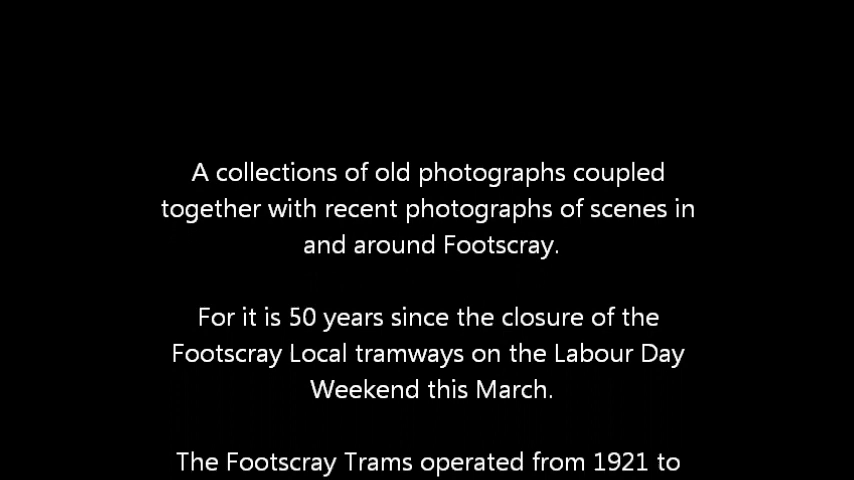 A collections of old photographs coupled
together with recent photographs of scenes in
and around Footscray.
For it is 50 years since the closure of the
Footscray Local tramways on the Labour Day
Weekend this March.
The Footscray Trams operated from 1921 to